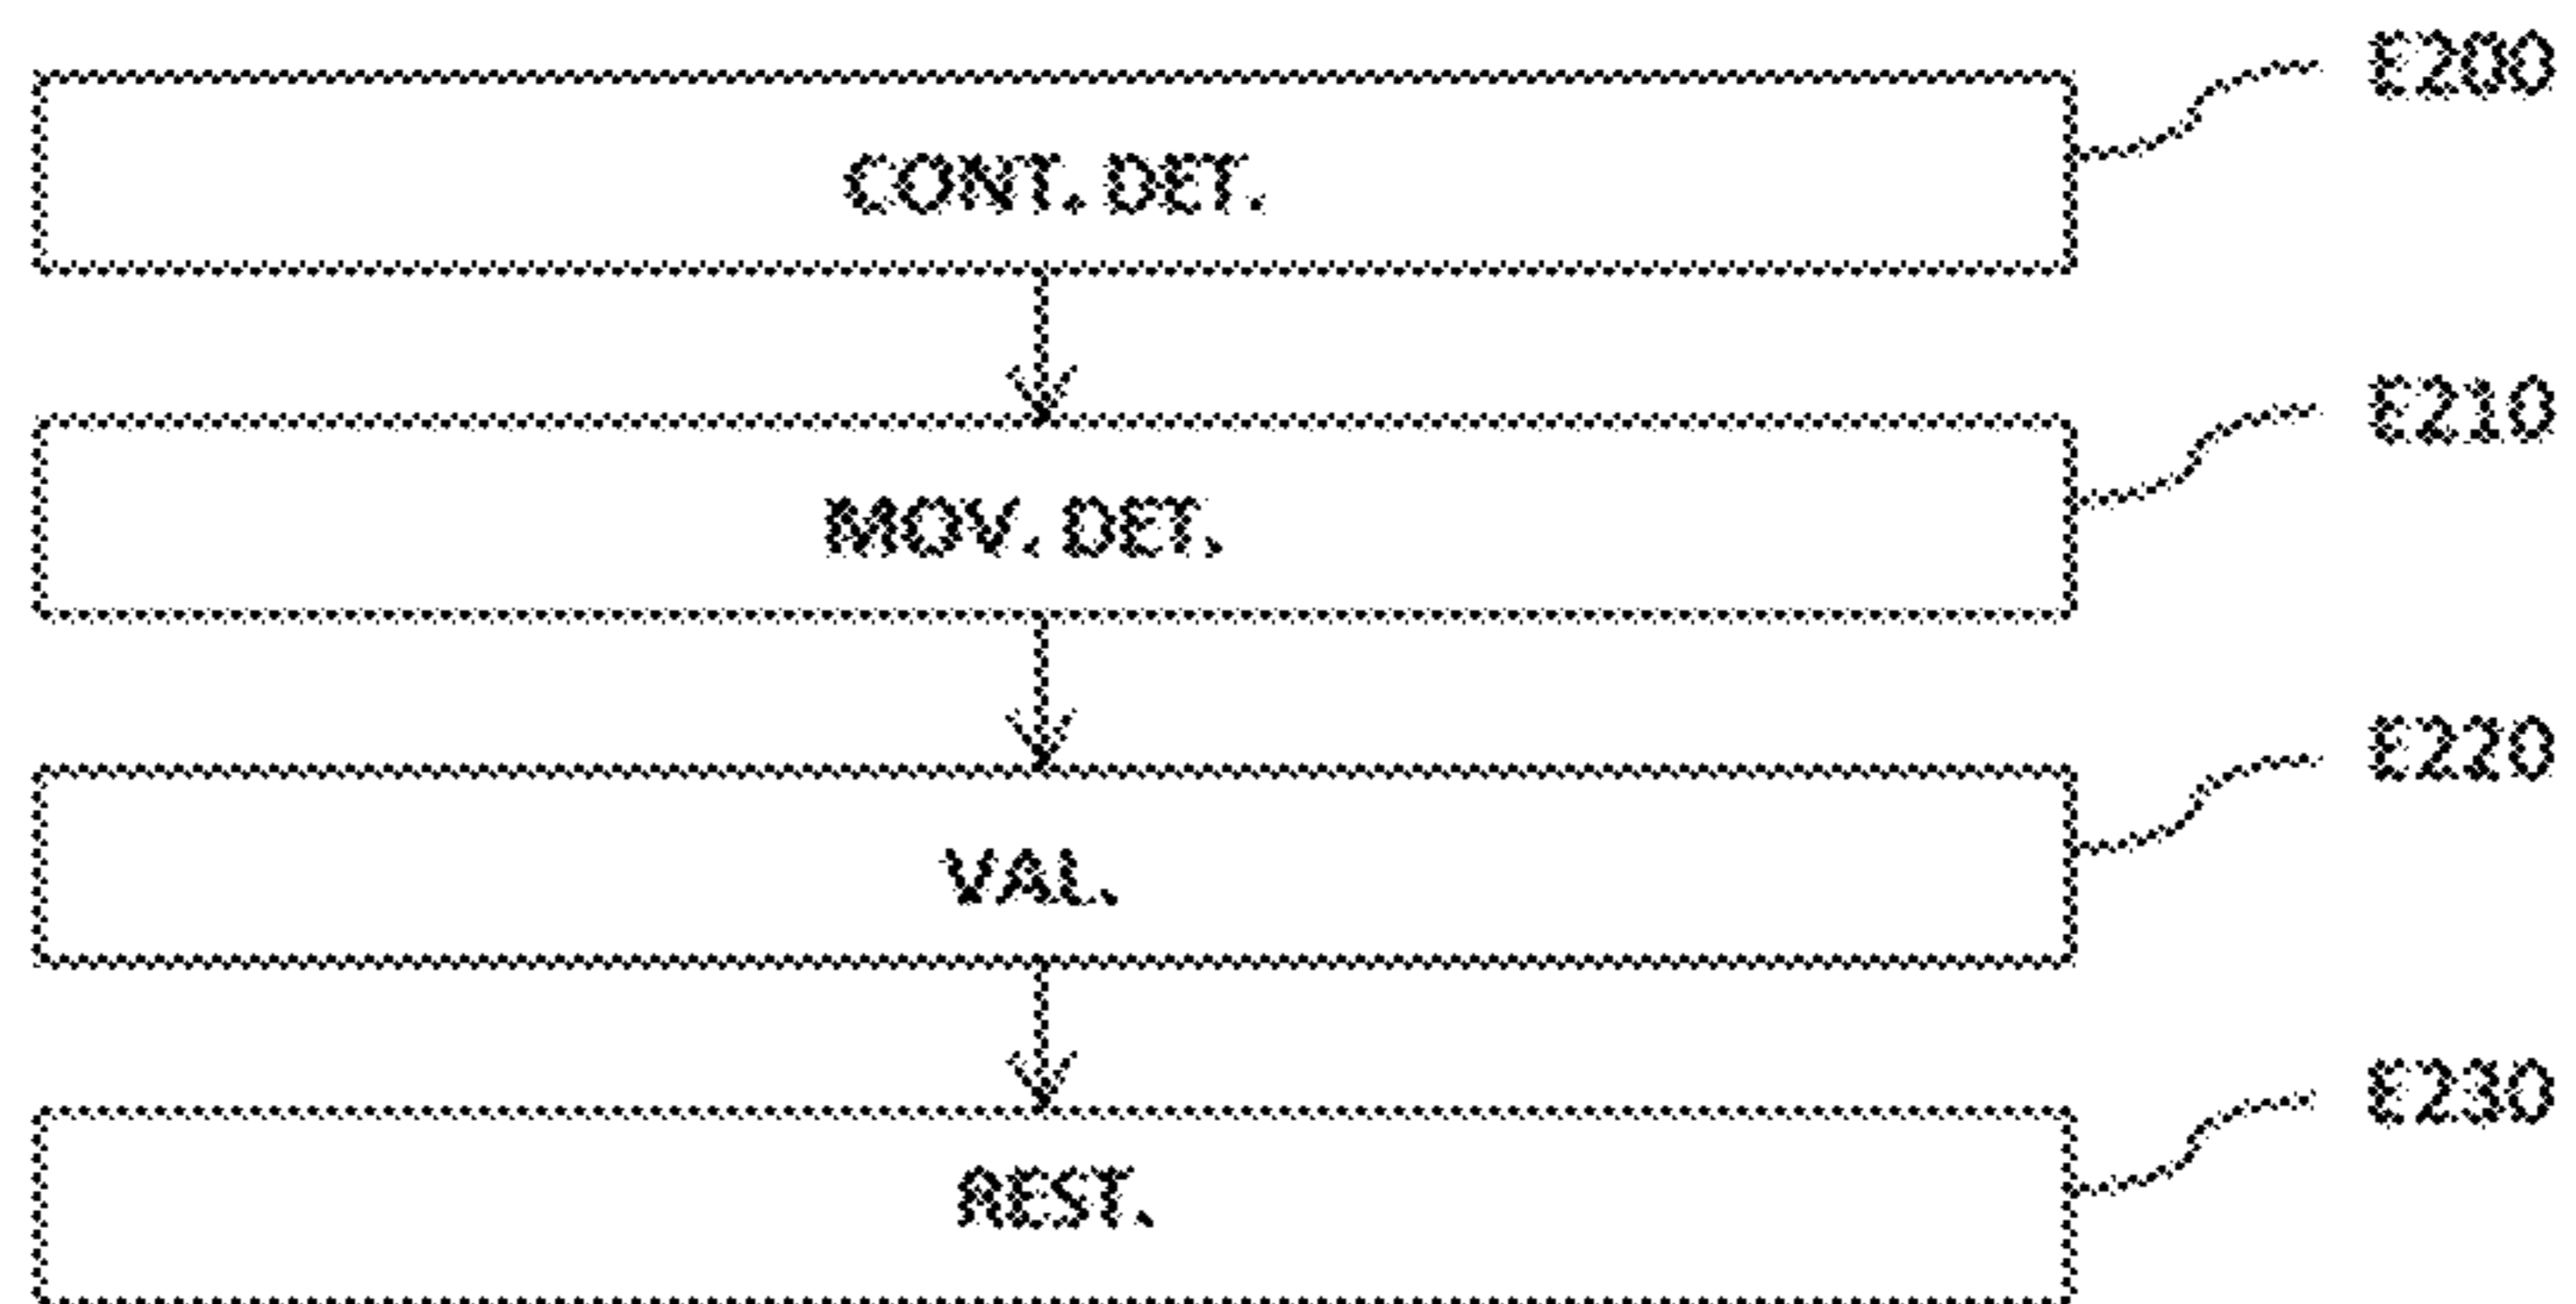 E200
CONT. DET.
E210
MOV. DET.
E220
VAL.
E230
REST.